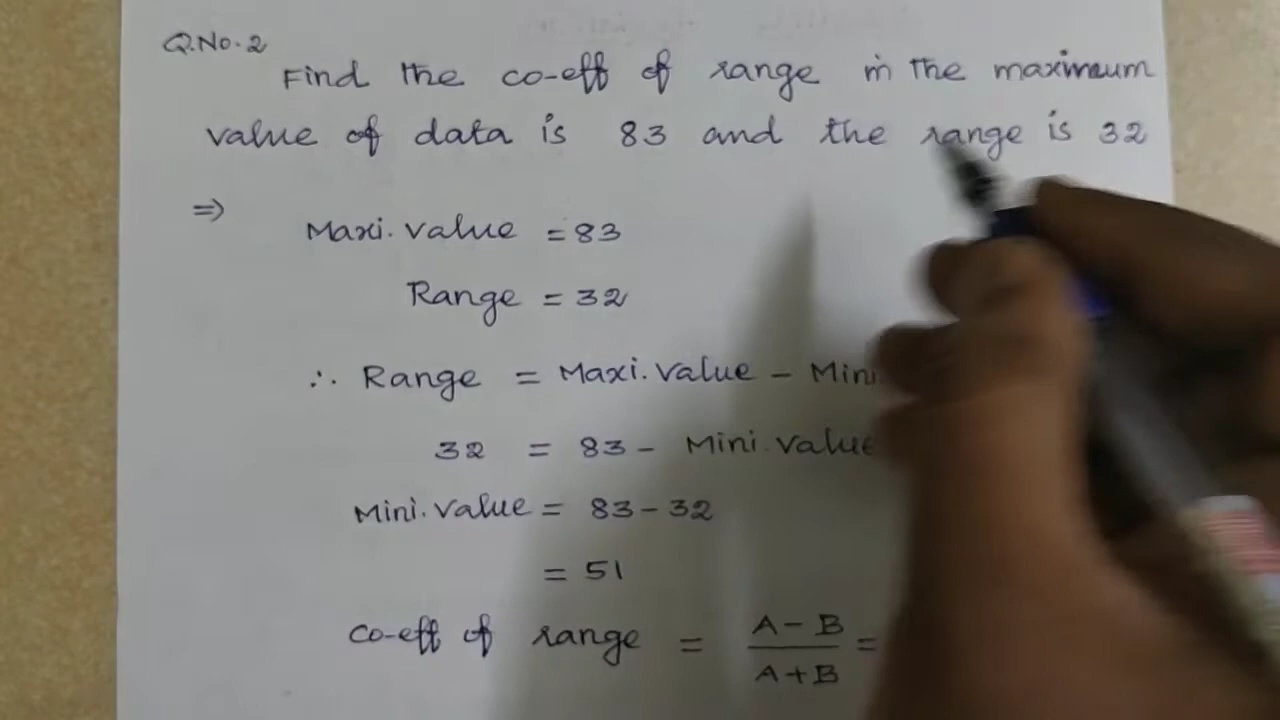 Q.No.2
Find the co-eff of range in the maximum
value of data is 83 and the range is 32
⇒
Maxi. value = 83
Range = 32
∴ Range = Maxi. value - Mini.
32 = 83 - Mini. value
Mini. value = 83 - 32
= 51
co-eff of range = A - B / A + B =